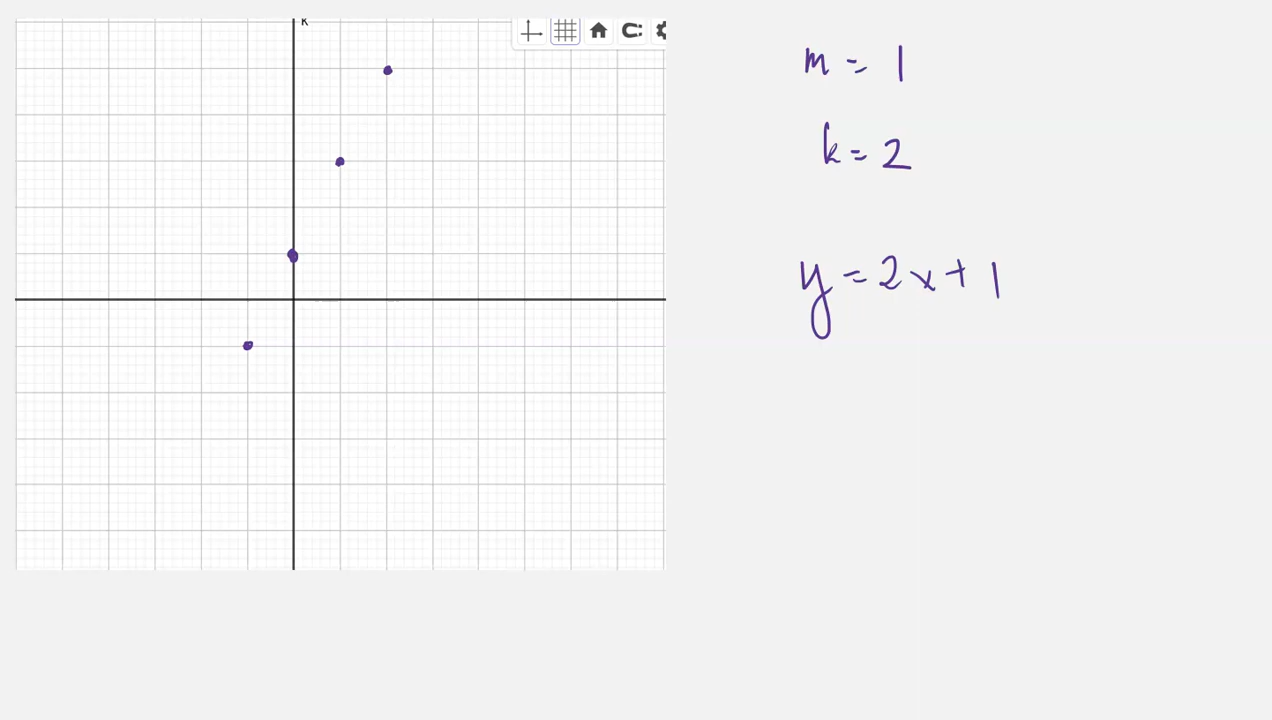 K
m = 1
k = 2
y = 2x + 1